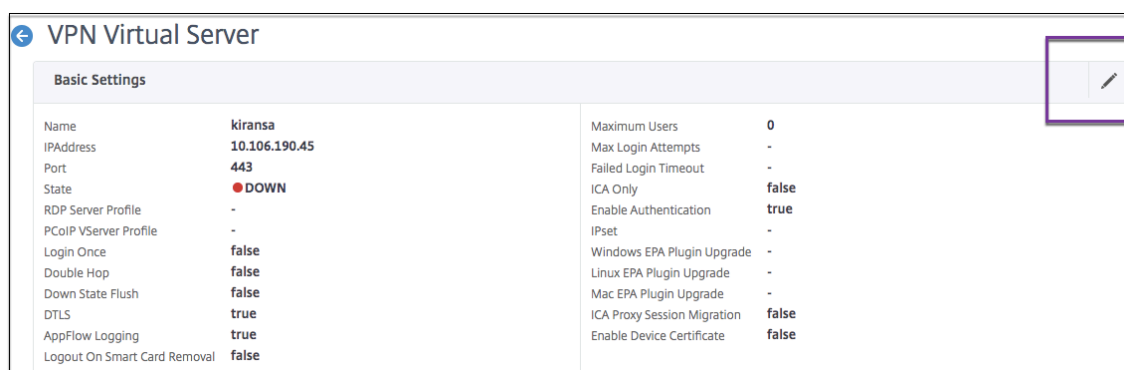 VPN Virtual Server
Basic Settings
Name kiransa
IPAddress 10.106.190.45
Port 443
State DOWN
RDP Server Profile -
PCoIP VServer Profile -
Login Once false
Double Hop false
Down State Flush false
DTLS true
AppFlow Logging true
Logout On Smart Card Removal false
Maximum Users 0
Max Login Attempts -
Failed Login Timeout -
ICA Only false
Enable Authentication true
IPset -
Windows EPA Plugin Upgrade -
Linux EPA Plugin Upgrade -
Mac EPA Plugin Upgrade -
ICA Proxy Session Migration false
Enable Device Certificate false